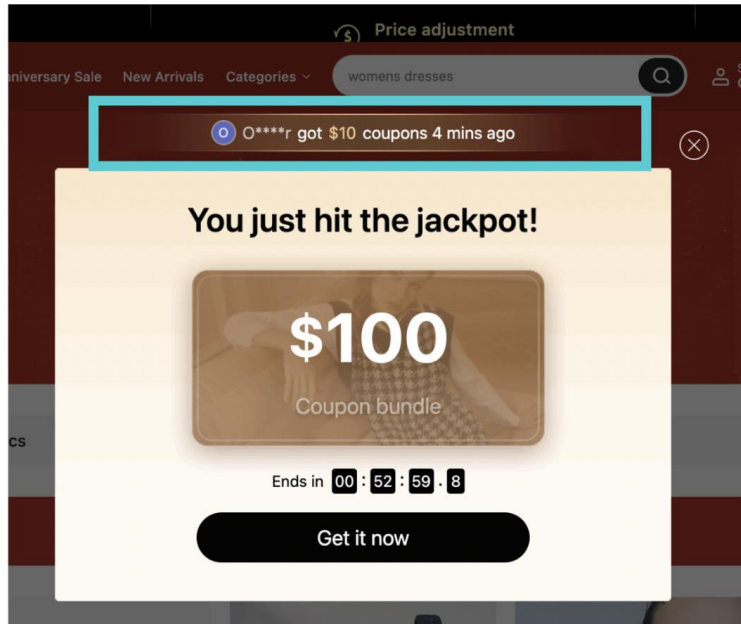 Price adjustment
nniversary Sale New Arrivals Categories womens dresses
O O****r got $10 coupons 4 mins ago
You just hit the jackpot!
$100
Coupon bundle
cs
Ends in 00 : 52 : 59 . 8
Get it now